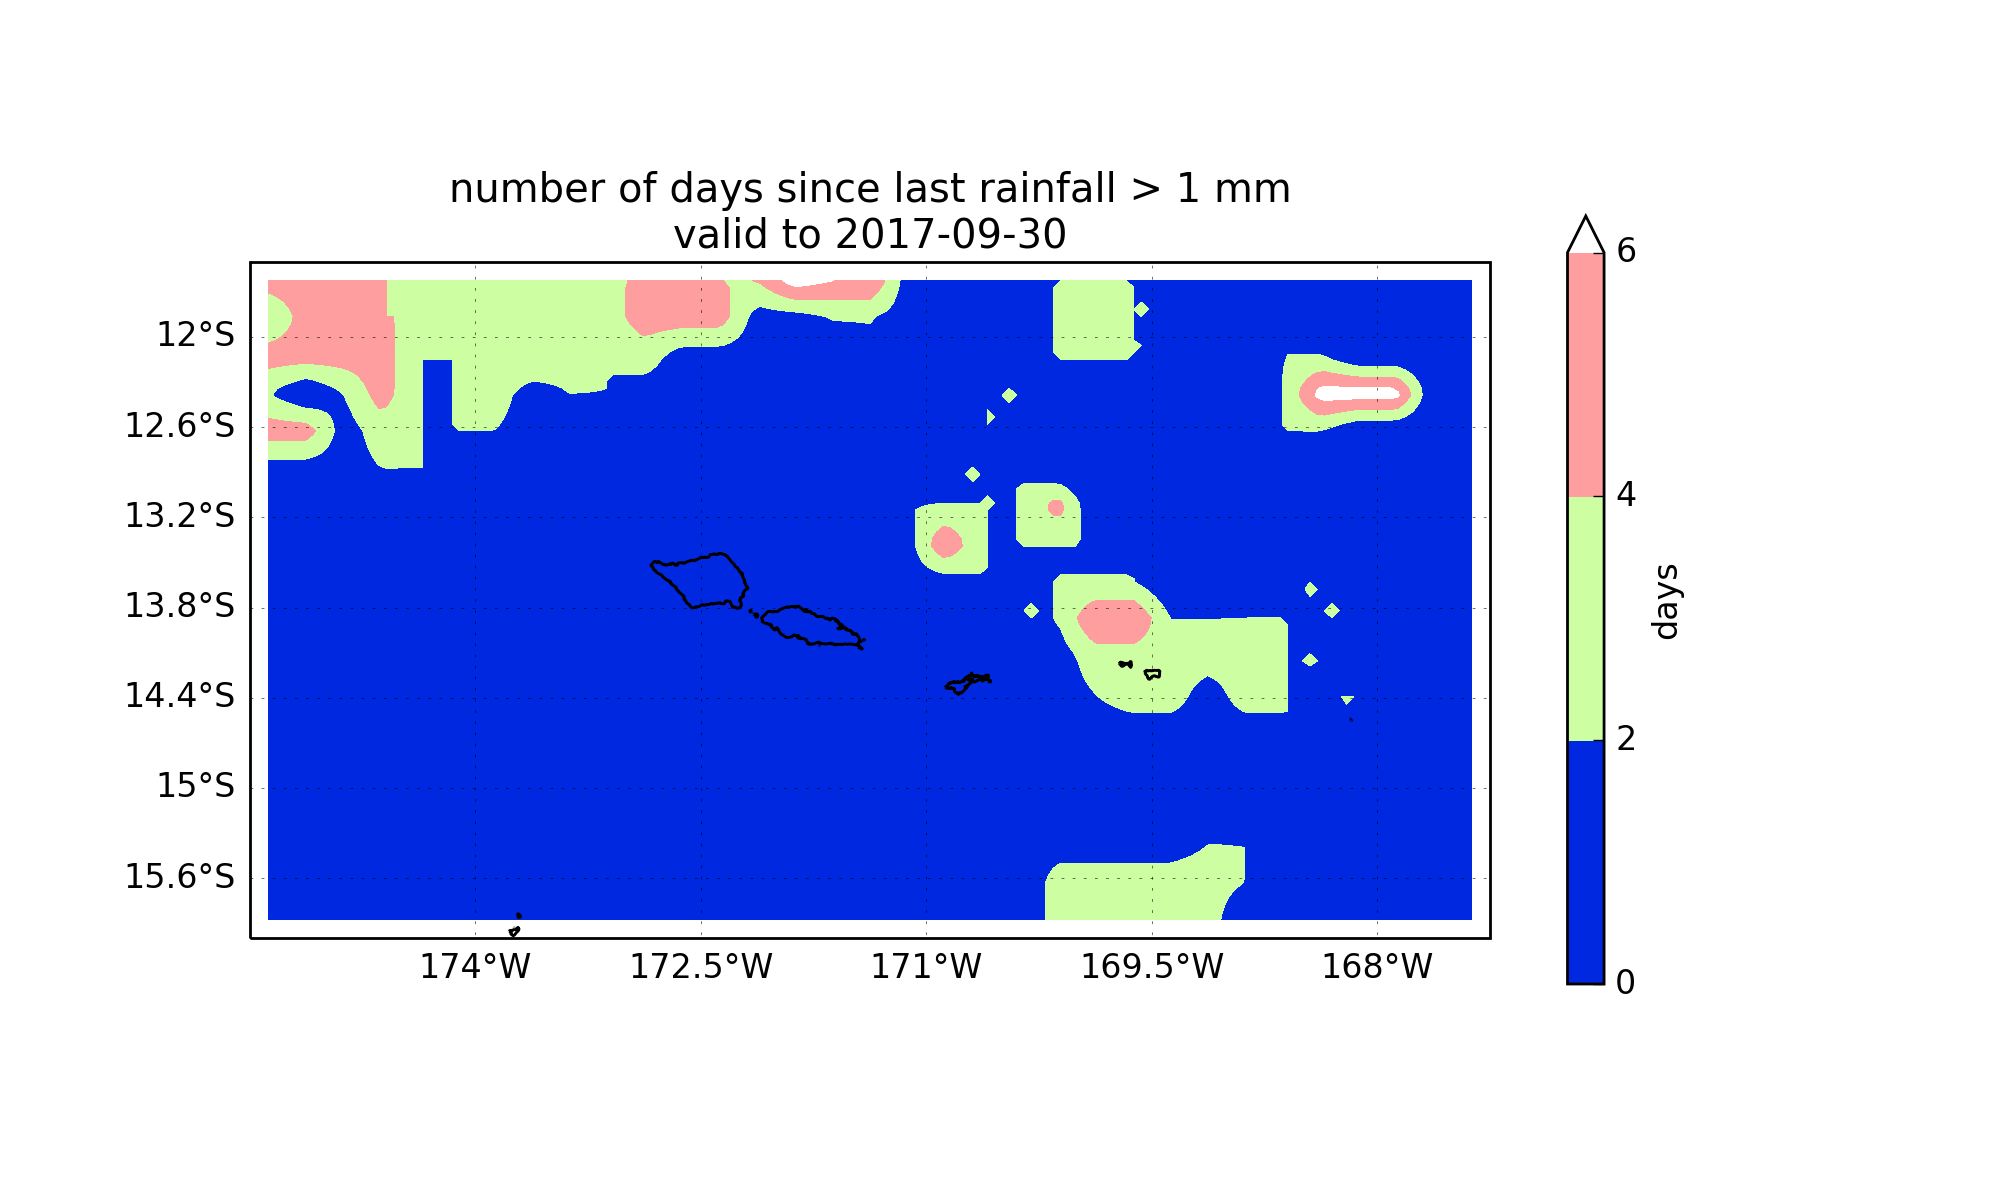 number of days since last rainfall > 1 mm
valid to 2017-09-30
12°S
12.6°S
13.2°S
13.8°S
14.4°S
15°S
15.6°S
174°W
172.5°W
171°W
169.5°W
168°W
6
4
2
0
days